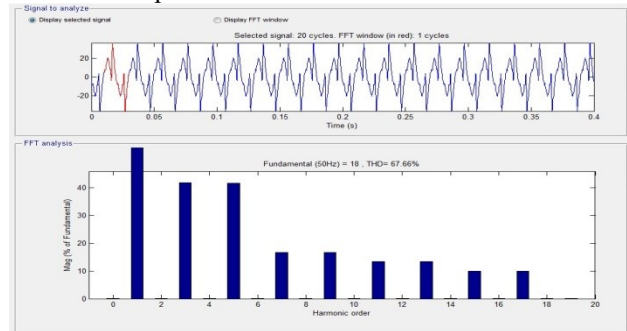 Signal to analyze
Display selected signal Display FFT window
Selected signal: 20 cycles. FFT window (in red): 1 cycles
20
0
-20
0 0.05 0.1 0.15 0.2 0.25 0.3 0.35 0.4
Time (s)
FFT analysis
Fundamental (50Hz) = 18 , THD= 67.66%
Mag (% of Fundamental)
40
30
20
10
0
0 2 4 6 8 10 12 14 16 18 20
Harmonic order